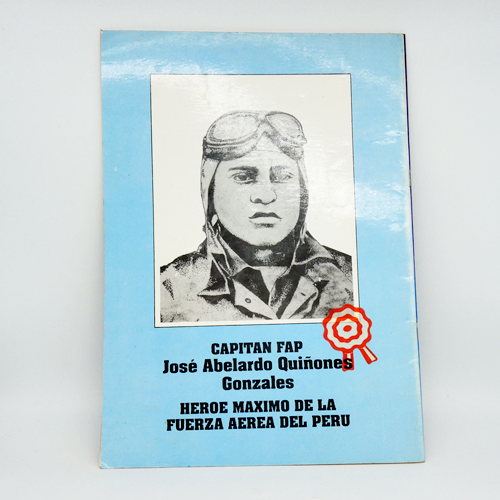 CAPITAN FAP
José Abelardo Quiñones
Gonzales
HEROE MAXIMO DE LA
FUERZA AEREA DEL PERU